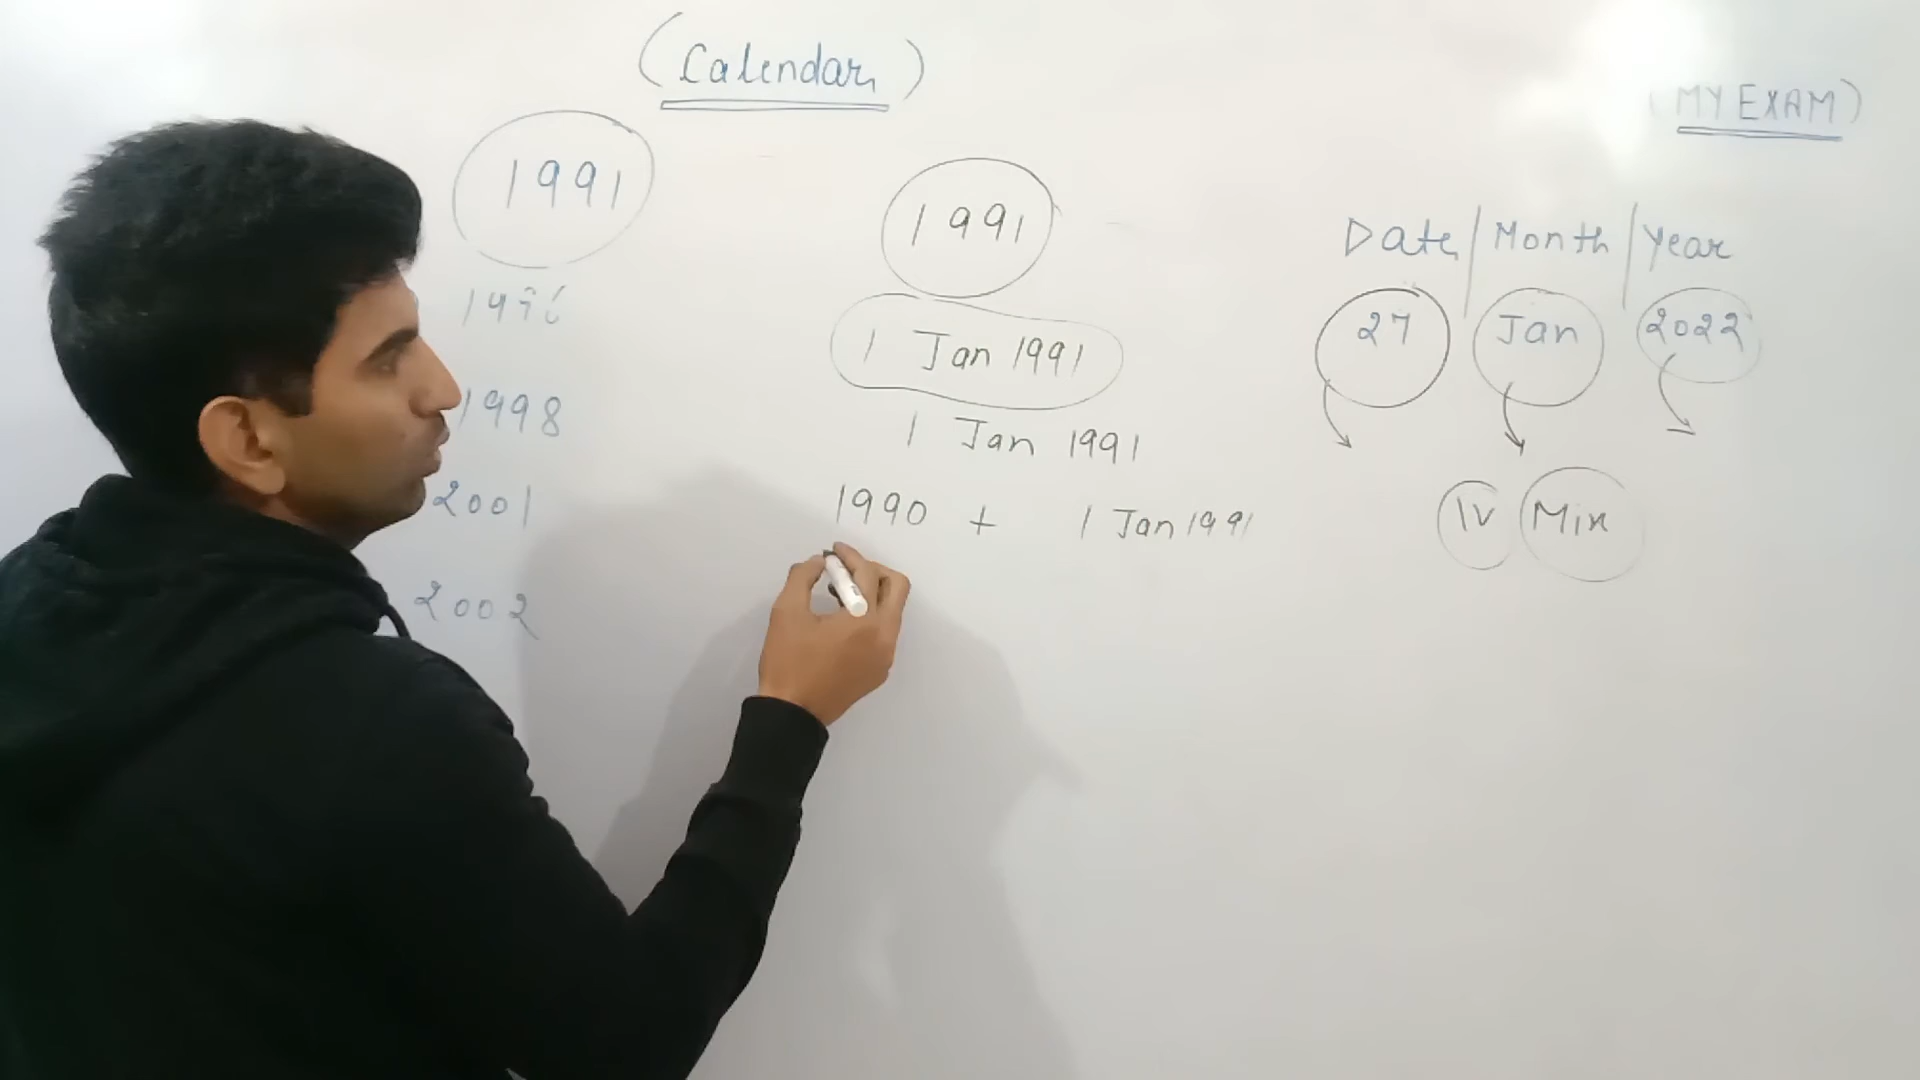 (Calendar)
(MY EXAM)
1991
1998
2001
2002
1991
1 Jan 1991
1 Jan 1991
1990 + 1 Jan 1991
Date/Month/Year
27 Jan 2022
IV Mix